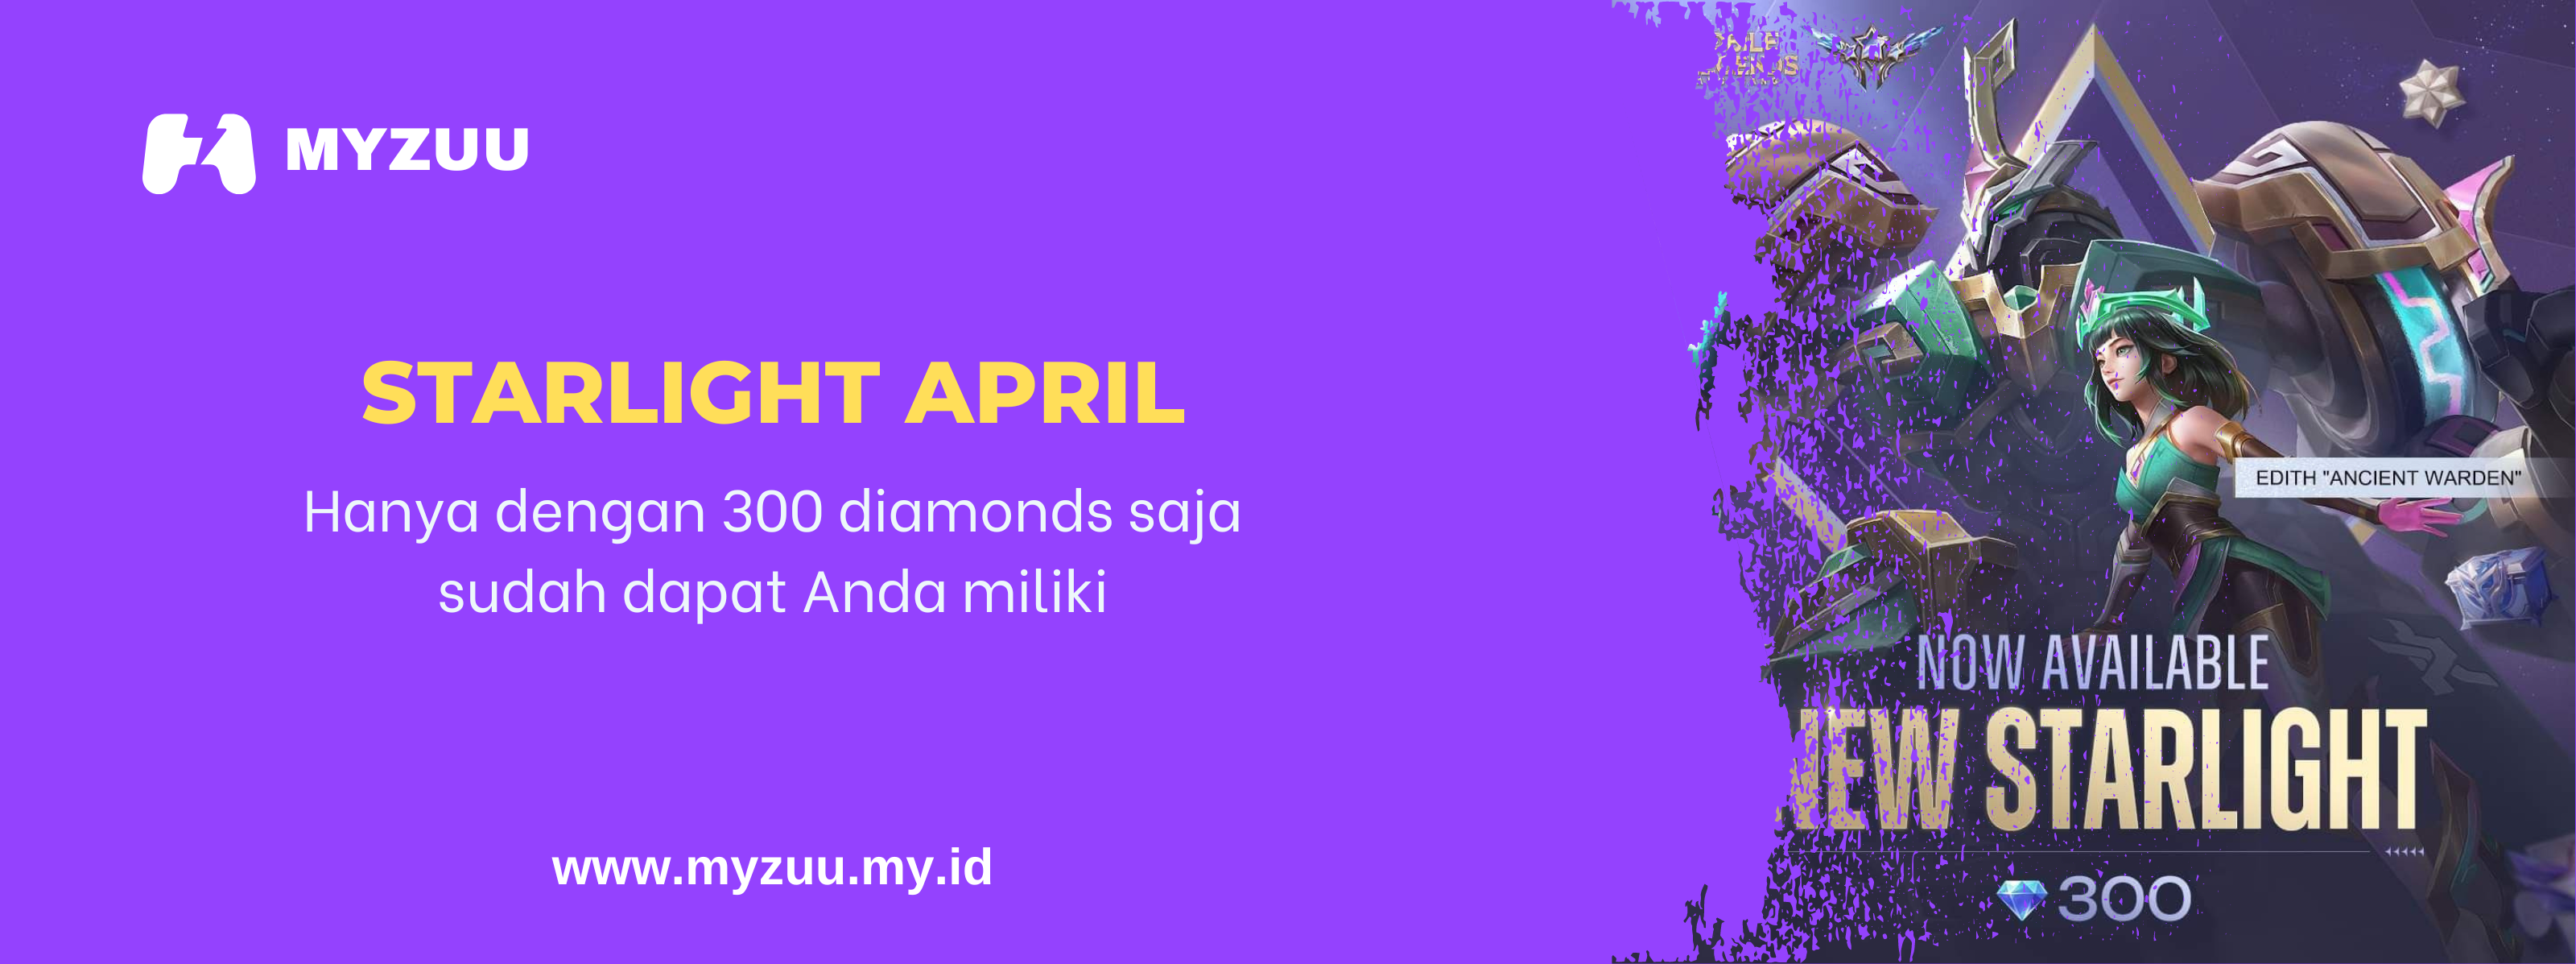 MYZUU
STARLIGHT APRIL
Hanya dengan 300 diamonds saja
sudah dapat Anda miliki
www.myzuu.my.id
EDITH "ANCIENT WARDEN"
NOW AVAILABLE
STARLIGHT
300